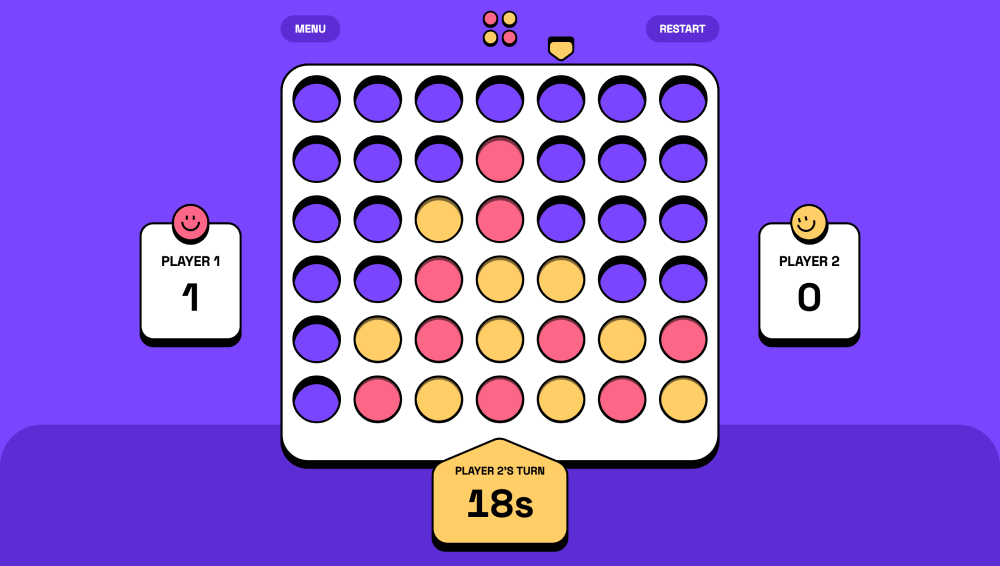 MENU
RESTART
PLAYER 1
1
PLAYER 2
0
PLAYER 2'S TURN
18s